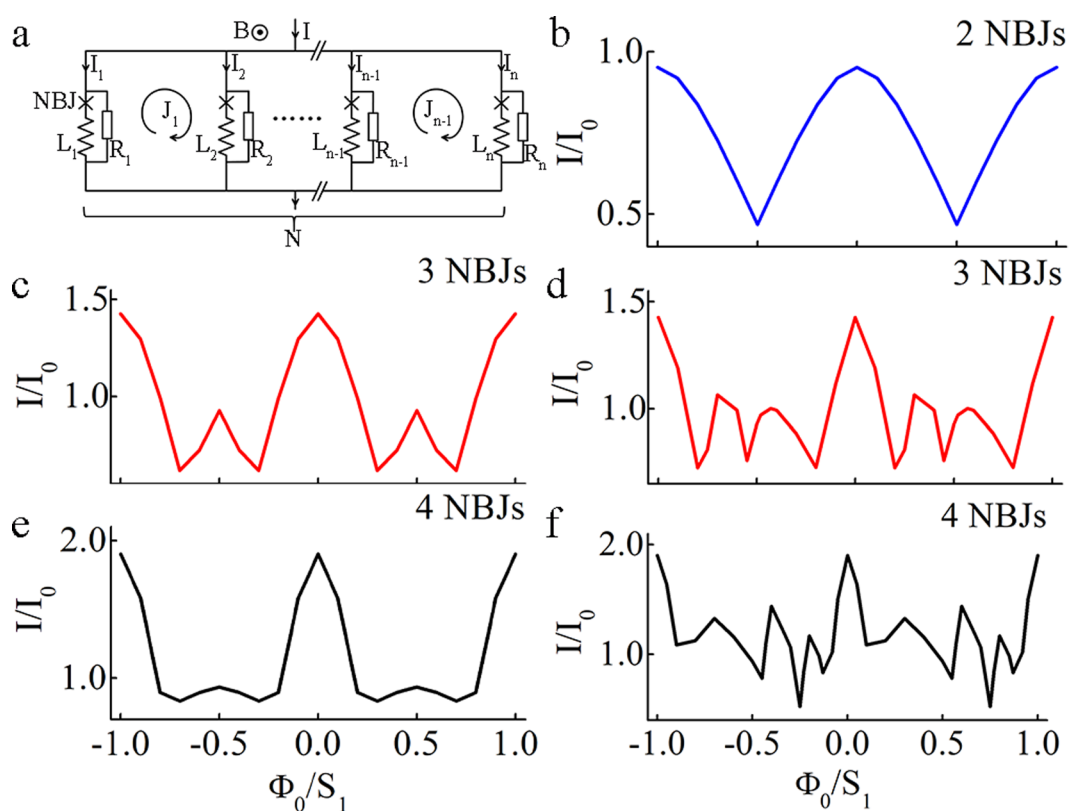 a
B I
I1 I2 In-1 In
NBJ J1 ...... Jn-1
L1 R1 L2 R2 Ln-1 Rn-1 Ln Rn
N
b
2 NBJs
1.0
0.5
I/I0
c
3 NBJs
1.5
1.0
I/I0
d
3 NBJs
1.5
1.0
I/I0
e
4 NBJs
2.0
1.0
I/I0
-1.0 -0.5 0.0 0.5 1.0
Φ0/S1
f
4 NBJs
2.0
1.0
I/I0
-1.0 -0.5 0.0 0.5 1.0
Φ0/S1